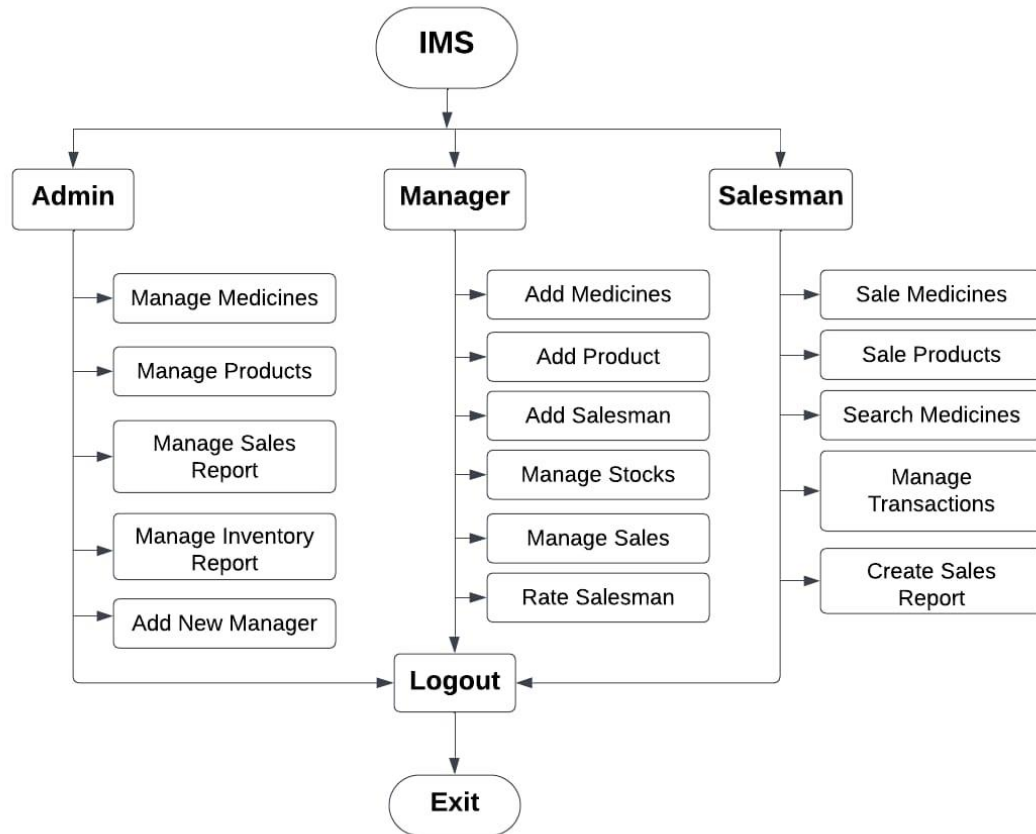 IMS
Admin
Manager
Salesman
Manage Medicines
Manage Products
Manage Sales
Report
Manage Inventory
Report
Add New Manager
Add Medicines
Add Product
Add Salesman
Manage Stocks
Manage Sales
Rate Salesman
Sale Medicines
Sale Products
Search Medicines
Manage
Transactions
Create Sales
Report
Logout
Exit